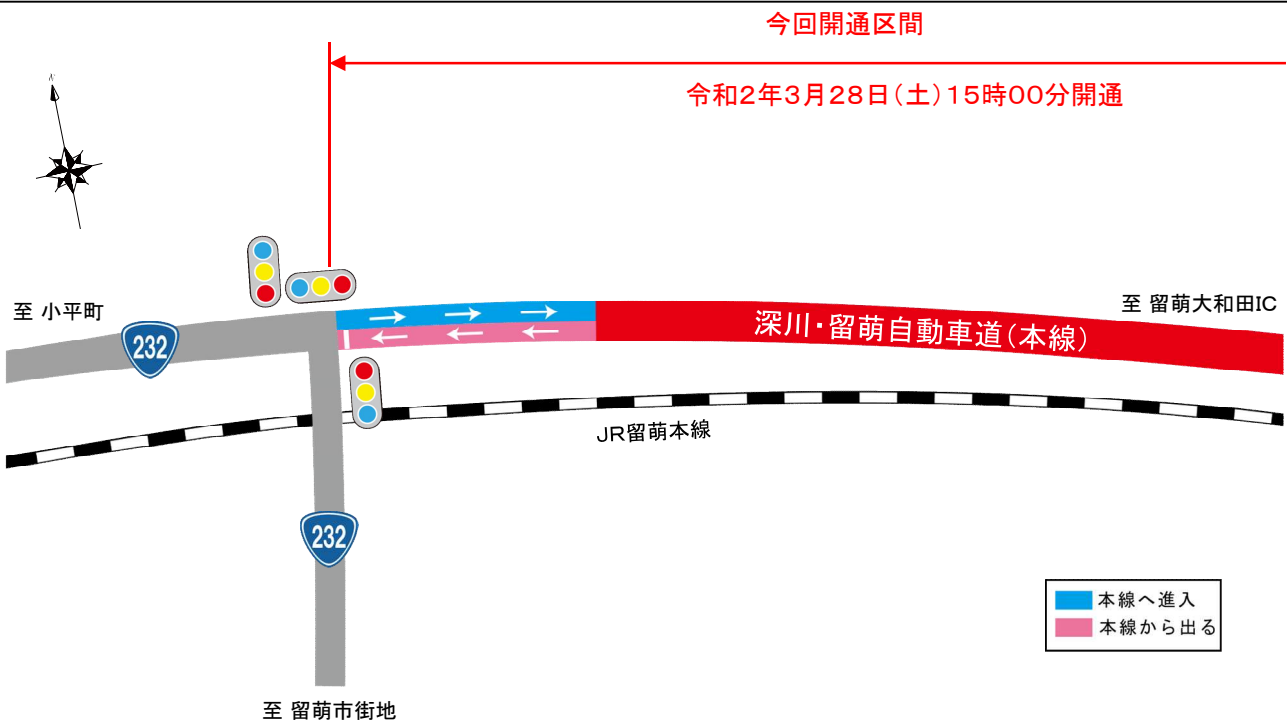 今回開通区間
令和2年3月28日(土)15時00分開通
N
至 小平町
232
至 留萌大和田IC
深川・留萌自動車道(本線)
JR留萌本線
232
本線へ進入
本線から出る
至 留萌市街地